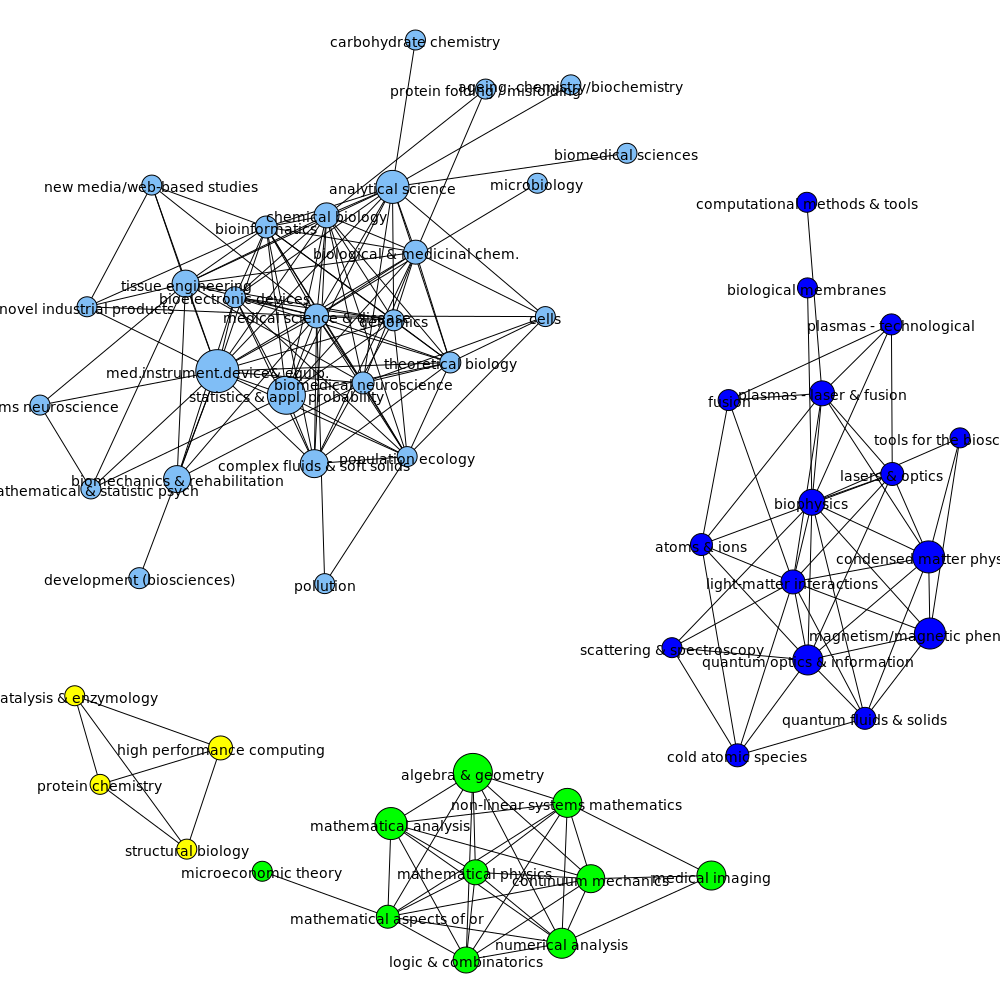 carbohydrate chemistry
ageing: chemistry/biochemistry
protein folding / misfolding
biomedical sciences
microbiology
new media/web-based studies
analytical science
computational methods & tools
chemical biology
bioinformatics
biological & medicinal chem.
tissue engineering
biological membranes
bioelectronic devices
novel industrial products
medical science & disease
genomics
cells
plasmas - technological
theoretical biology
med.instrument.device& equip.
biomedical neuroscience
statistics & appl. probability
plasmas - laser & fusion
fusion
ms neuroscience
tools for the biosc
population ecology
complex fluids & soft solids
lasers & optics
biomechanics & rehabilitation
athematical & statistic psych
biophysics
atoms & ions
condensed matter phys
development (biosciences)
pollution
light-matter interactions
magnetism/magnetic phen
scattering & spectroscopy
quantum optics & information
atalysis & enzymology
quantum fluids & solids
high performance computing
cold atomic species
algebra & geometry
protein chemistry
non-linear systems mathematics
mathematical analysis
structural biology
microeconomic theory
mathematical physics
continuum mechanics
medical imaging
mathematical aspects of or
numerical analysis
logic & combinatorics